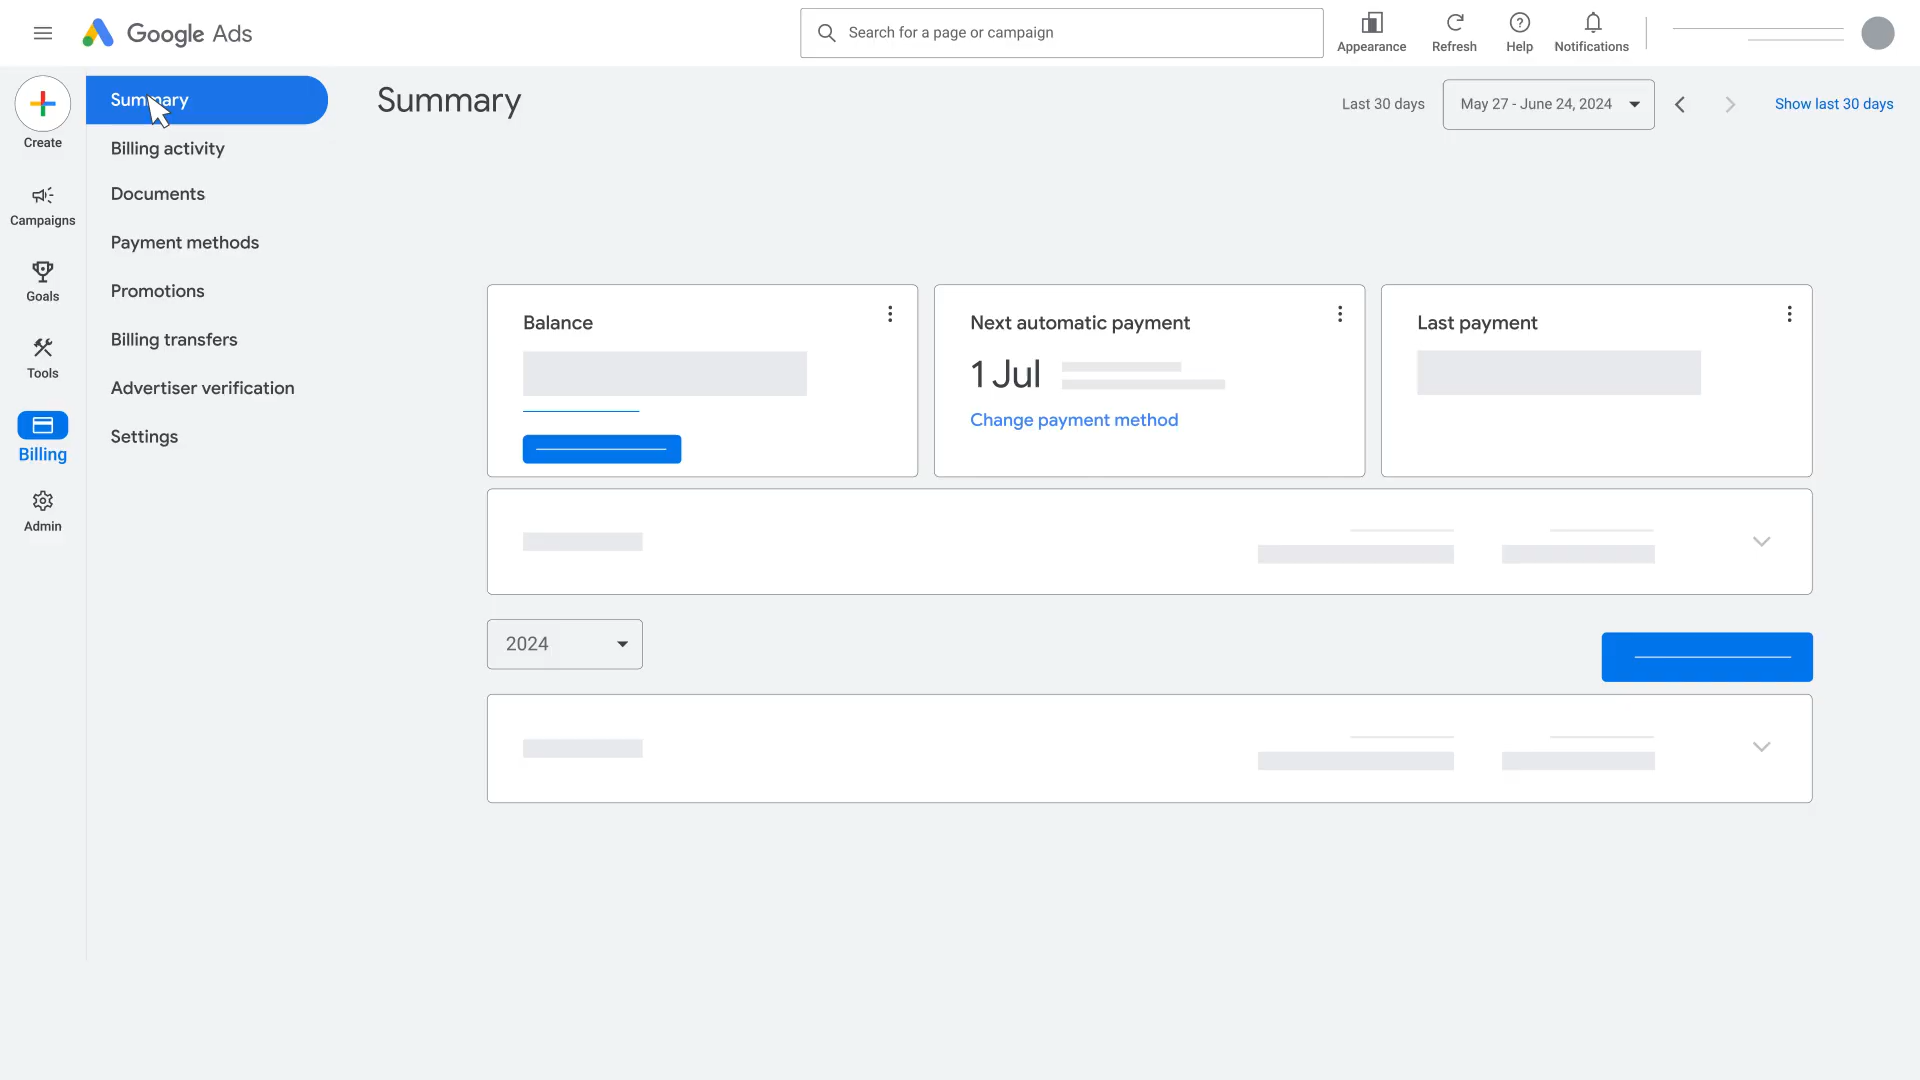 Google Ads
Search for a page or campaign
Appearance
Refresh
Help
Notifications
Create
Campaigns
Goals
Tools
Billing
Admin
Summary
Billing activity
Documents
Payment methods
Promotions
Billing transfers
Advertiser verification
Settings
Summary
Last 30 days
May 27 - June 24, 2024
Show last 30 days
Balance
Next automatic payment
1 Jul
Change payment method
Last payment
2024